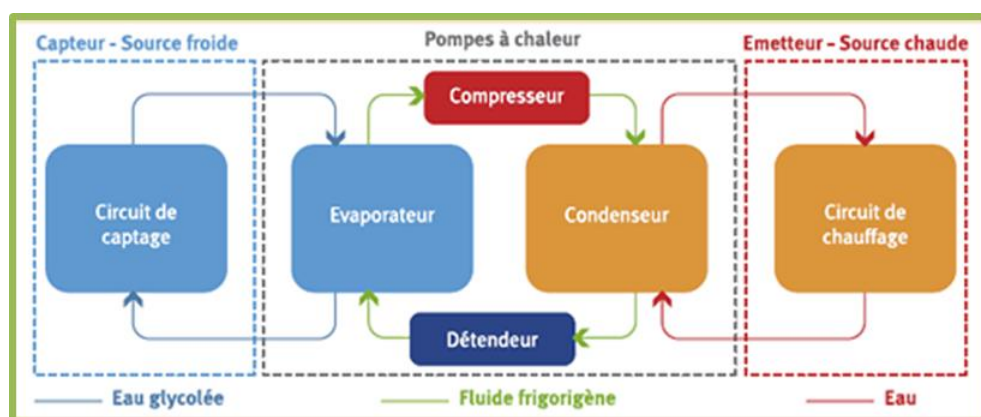 Capteur - Source froide
Pompes à chaleur
Emetteur - Source chaude
Compresseur
Circuit de
captage
Evaporateur
Condenseur
Circuit de
chauffage
Détendeur
Eau glycolée
Fluide frigorigène
Eau